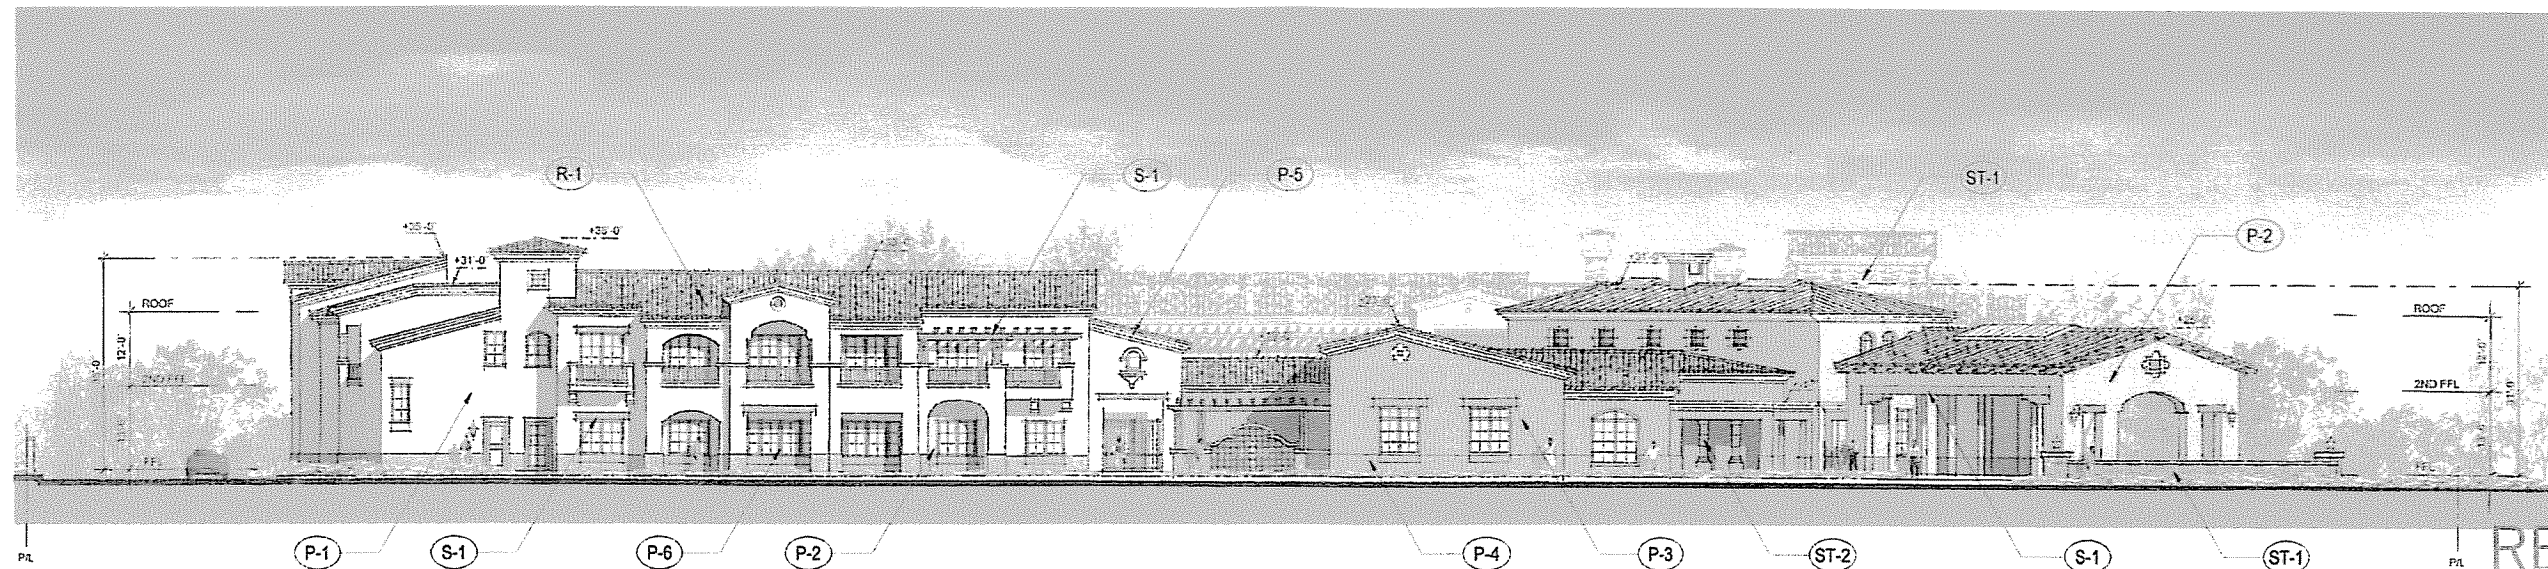 R-1
S-1
P-5
ST-1
P-2
+35'-0"
+35'-0"
+31'-0"
ROOF
ROOF
12'-0"
2ND FFL
2ND FFL
FFL
FFL
P/L
P-1
S-1
P-6
P-2
P-4
P-3
ST-2
S-1
ST-1
P/L
RE